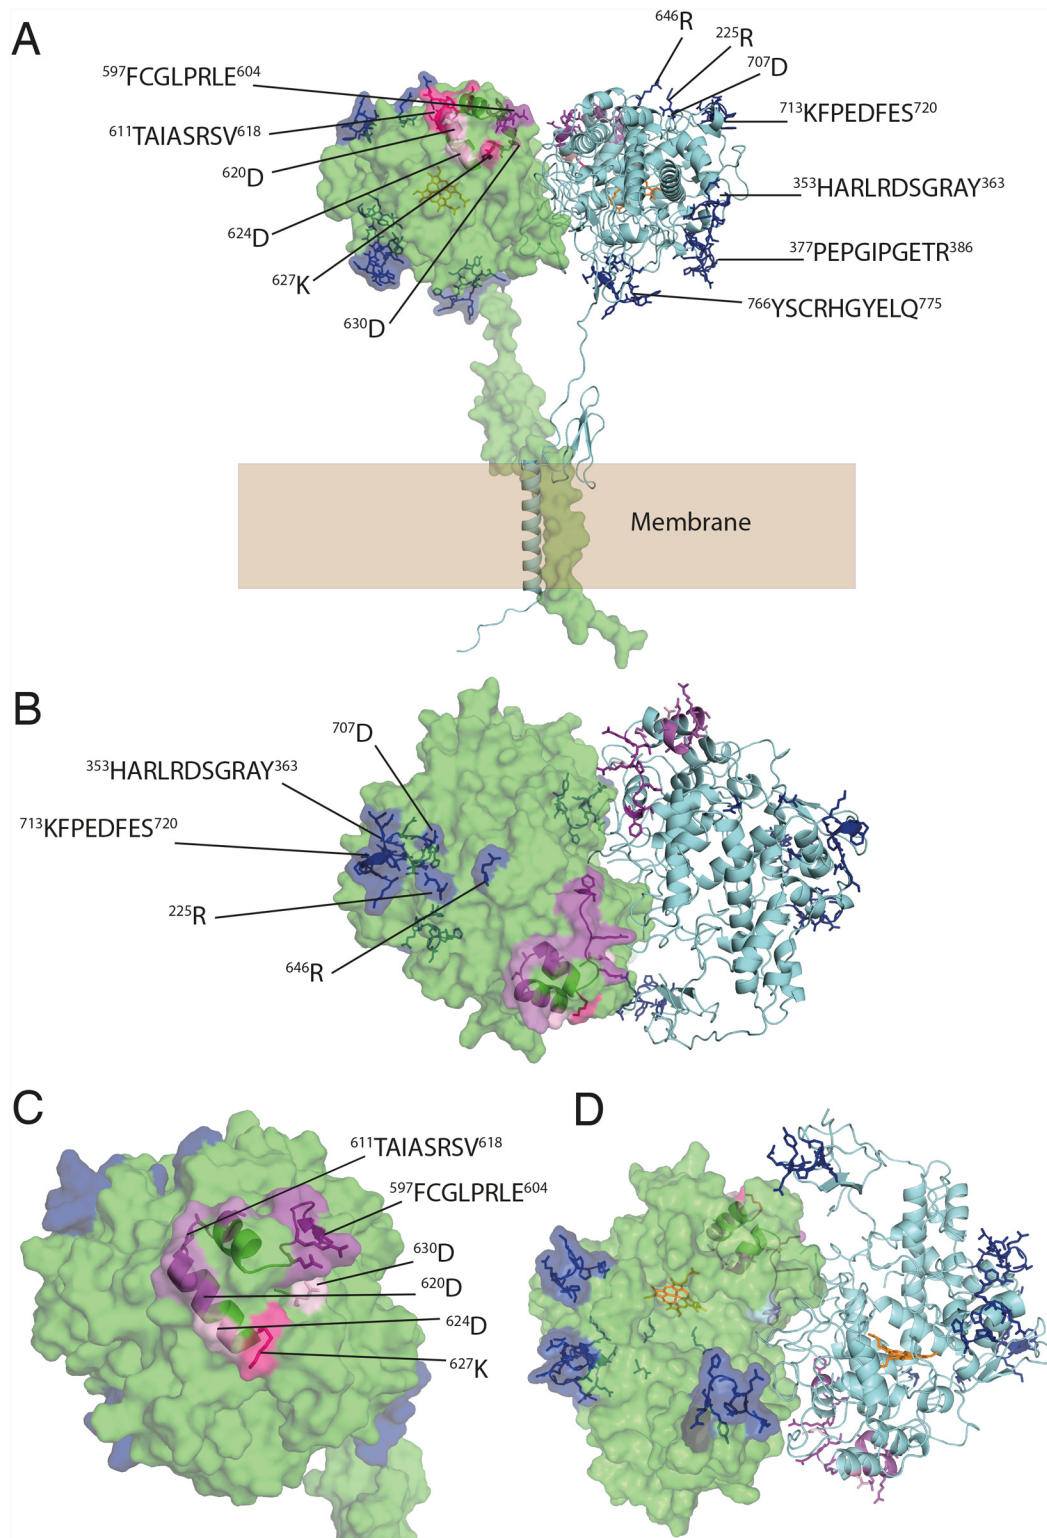 A
⁶⁴⁶R
²²⁵R
⁷⁰⁷D
⁵⁹⁷FCGLPRLE⁶⁰⁴
⁷¹³KFPEDFES⁷²⁰
⁶¹¹TAIASRSV⁶¹⁸
⁶²⁰D
³⁵³HARLRDSGRAY³⁶³
⁶²⁴D
³⁷⁷PEPGIPGETR³⁸⁶
⁶²⁷K
⁷⁶⁶YSCRHGYELQ⁷⁷⁵
⁶³⁰D
Membrane
B
⁷⁰⁷D
³⁵³HARLRDSGRAY³⁶³
⁷¹³KFPEDFES⁷²⁰
²²⁵R
⁶⁴⁶R
C
⁶¹¹TAIASRSV⁶¹⁸
⁵⁹⁷FCGLPRLE⁶⁰⁴
⁶³⁰D
⁶²⁰D
⁶²⁴D
⁶²⁷K
D